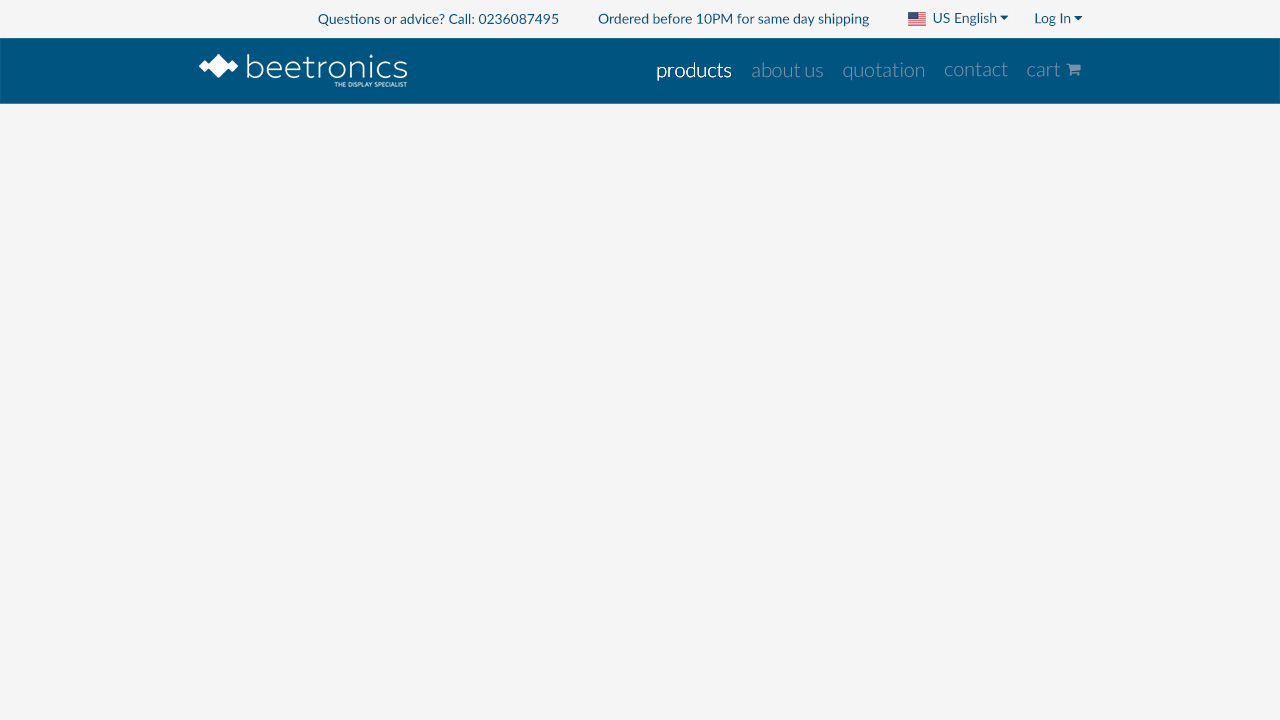 Questions or advice? Call: 0236087495 Ordered before 10PM for same day shipping US English Log In
beetronics products about us quotation contact cart
THE DISPLAY SPECIALIST